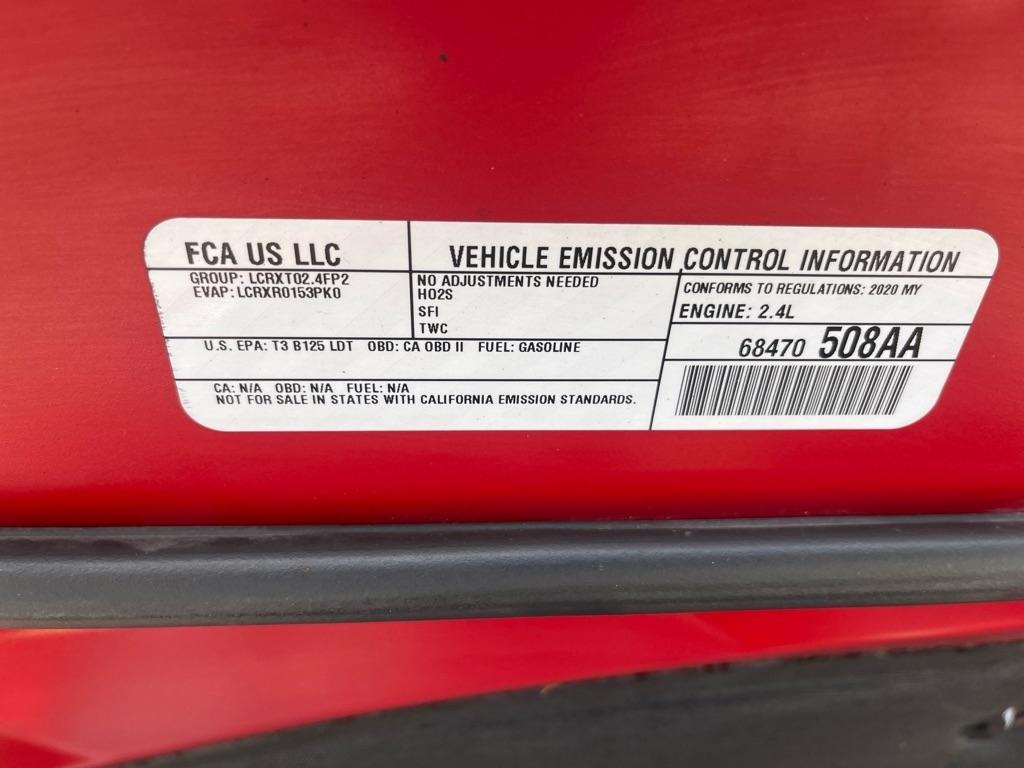 FCA US LLC
VEHICLE EMISSION CONTROL INFORMATION
GROUP: LCRXT02.4FP2
EVAP: LCRXR0153PK0
NO ADJUSTMENTS NEEDED
HO2S
SFI
TWC
CONFORMS TO REGULATIONS: 2020 MY
ENGINE: 2.4L
U.S. EPA: T3 B125 LDT OBD: CA OBD II FUEL: GASOLINE
68470 508AA
CA: N/A OBD: N/A FUEL: N/A
NOT FOR SALE IN STATES WITH CALIFORNIA EMISSION STANDARDS.